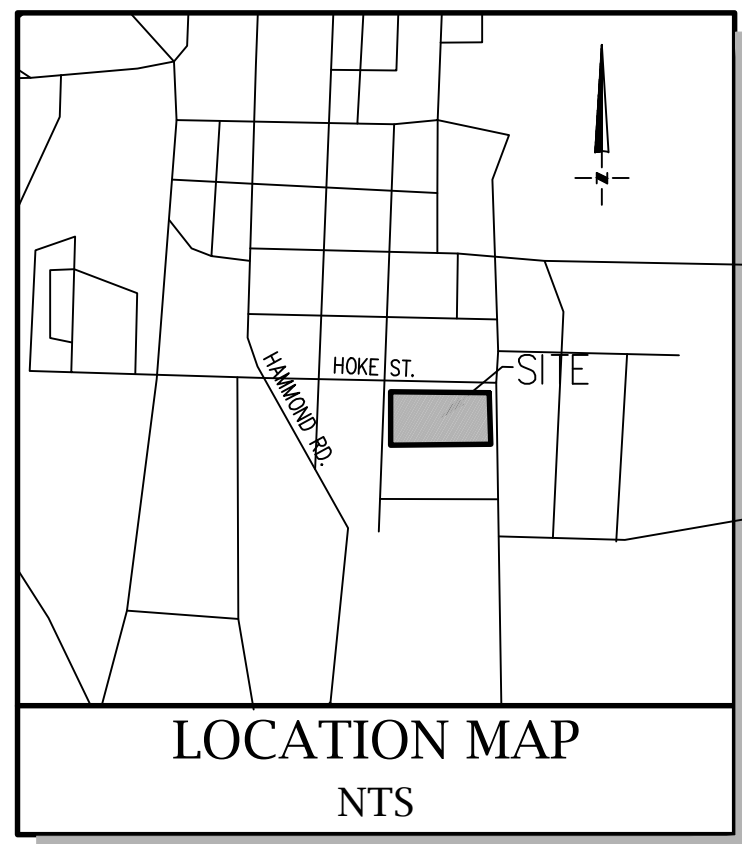 N
HOKE ST.
SITE
HAMMOND RD.
LOCATION MAP
NTS